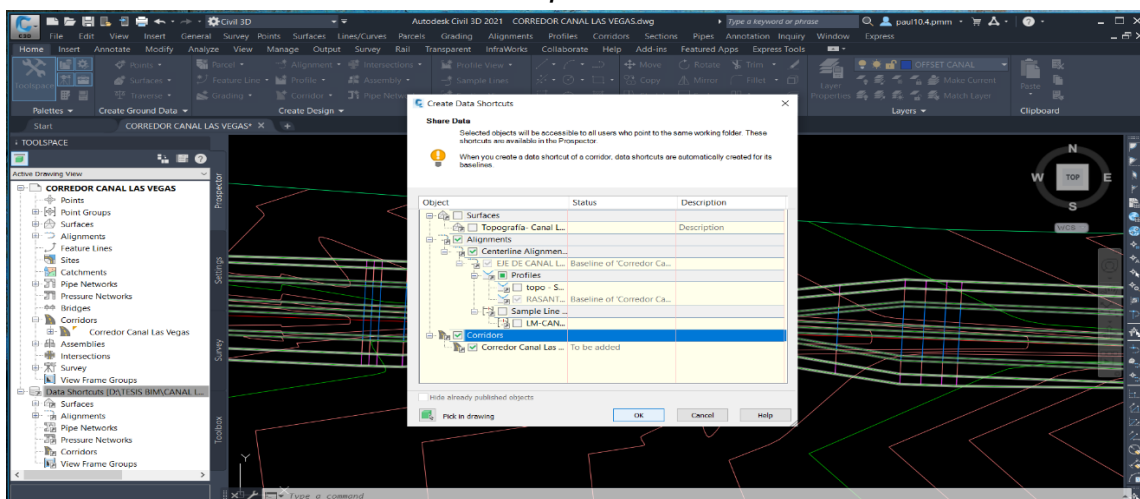 Civil 3D
Autodesk Civil 3D 2021 CORREDOR CANAL LAS VEGAS.dwg
Type a keyword or phrase
paul10.4.pmm
C3D
File Edit View Insert General Survey Points Surfaces Lines/Curves Parcels Grading Alignments Profiles Corridors Sections Pipes Annotation Inquiry Window Express
Home Insert Annotate Modify Analyze View Manage Output Survey Rail Transparent InfraWorks Collaborate Help Add-ins Featured Apps Express Tools
Toolspace
Points
Surfaces
Traverse
Parcel
Feature Line
Grading
Alignment
Profile
Corridor
Intersections
Assembly
Pipe Netw
Profile View
Sample Lines
Move
Copy
Rotate
Mirror
Trim
Fillet
Layer
Properties
OFFSET CANAL
Make Current
Match Layer
Paste
Palettes
Create Ground Data
Create Design
Layers
Clipboard
Start
CORREDOR CANAL LAS VEGAS*
TOOLSPACE
Active Drawing View
CORREDOR CANAL LAS VEGAS
Points
Point Groups
Surfaces
Alignments
Feature Lines
Sites
Catchments
Pipe Networks
Pressure Networks
Bridges
Corridors
Corredor Canal Las Vegas
Assemblies
Intersections
Survey
View Frame Groups
Data Shortcuts [D:\TESIS BIM\CANAL L...
Surfaces
Alignments
Pipe Networks
Pressure Networks
Corridors
View Frame Groups
Prospector
Settings
Survey
Toolbox
Create Data Shortcuts
Share Data
Selected objects will be accessible to all users who point to the same working folder. These
shortcuts are available in the Prospector.
When you create a data shortcut of a corridor, data shortcuts are automatically created for its
baselines.
Object Status Description
Surfaces
Topografía- Canal L... Description
Alignments
Centerline Alignmen...
EJE DE CANAL L... Baseline of 'Corredor Ca...
Profiles
topo - S...
RASANT... Baseline of 'Corredor Ca...
Sample Line ...
LM-CAN...
Corridors
Corredor Canal Las ... To be added
Hide already published objects
Pick in drawing
OK
Cancel
Help
N
W
TOP
E
S
WCS
Y
Type a command